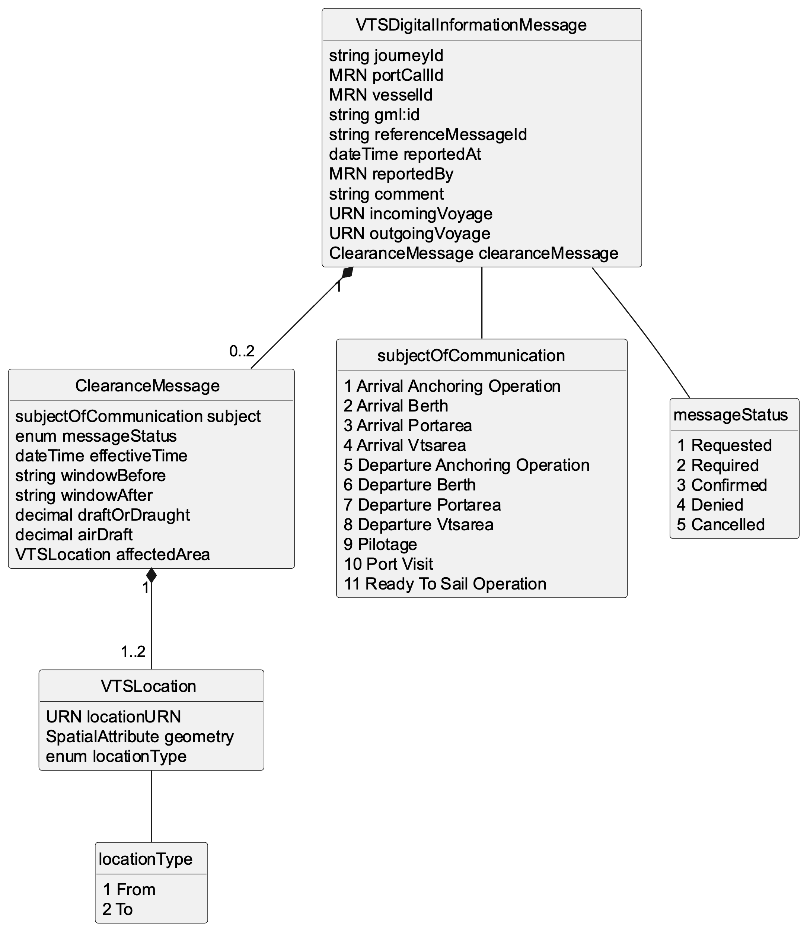 VTSDigitalInformationMessage
string journeyId
MRN portCallId
MRN vesselId
string gml:id
string referenceMessageId
dateTime reportedAt
MRN reportedBy
string comment
URN incomingVoyage
URN outgoingVoyage
ClearanceMessage clearanceMessage
1
0..2
ClearanceMessage
subjectOfCommunication subject
enum messageStatus
dateTime effectiveTime
string windowBefore
string windowAfter
decimal draftOrDraught
decimal airDraft
VTSLocation affectedArea
subjectOfCommunication
1 Arrival Anchoring Operation
2 Arrival Berth
3 Arrival Portarea
4 Arrival Vtsarea
5 Departure Anchoring Operation
6 Departure Berth
7 Departure Portarea
8 Departure Vtsarea
9 Pilotage
10 Port Visit
11 Ready To Sail Operation
messageStatus
1 Requested
2 Required
3 Confirmed
4 Denied
5 Cancelled
1
1..2
VTSLocation
URN locationURN
SpatialAttribute geometry
enum locationType
locationType
1 From
2 To